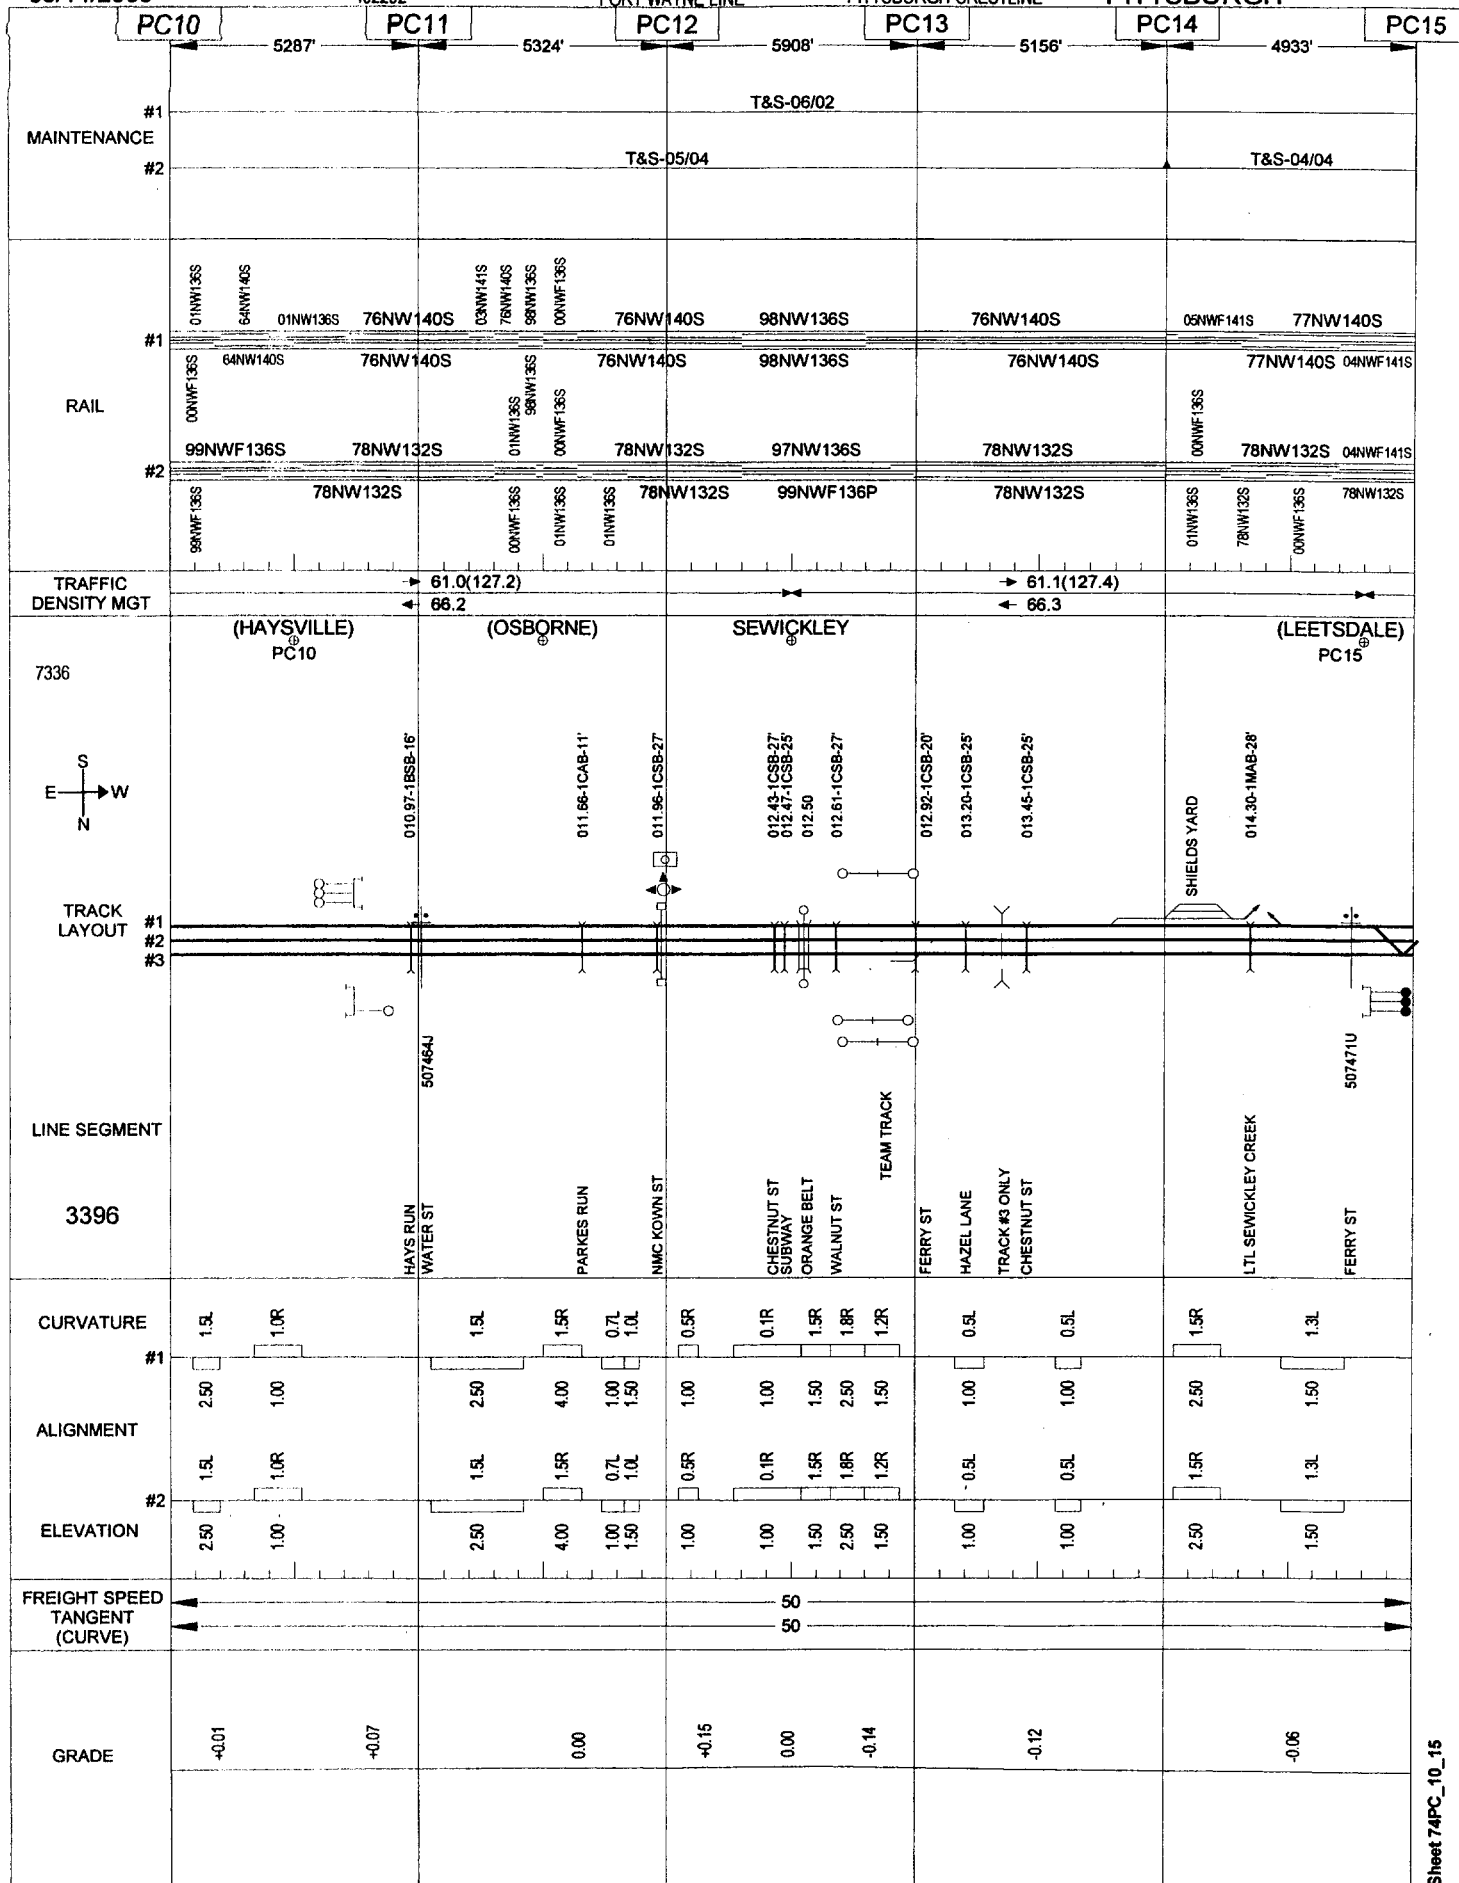 PORT WAYNE LINE
PC10 PC11 PC12 PC13 PC14 PC15
5287' 5324' 5908' 5156' 4933'
MAINTENANCE
#1
T&S-06/02
#2
T&S-05/04
T&S-04/04
RAIL
01NW136S
64NW140S
01NW136S
76NW140S
03NW141S
76NW140S
98NW136S
00NWF136S
76NW140S
98NW136S
76NW140S
05NWF141S
77NW140S
#1
00NWF136S
64NW140S
76NW140S
98NW136S
76NW140S
98NW136S
76NW140S
77NW140S
04NWF141S
99NWF136S
78NW132S
01NW136S
00NWF136S
78NW132S
97NW136S
78NW132S
00NWF136S
78NW132S
04NWF141S
#2
99NWF136S
78NW132S
00NWF136S
01NW136S
01NW136S
78NW132S
99NWF136P
78NW132S
01NW136S
78NW132S
00NWF136S
78NW132S
TRAFFIC
DENSITY MGT
61.0(127.2)
66.2
61.1(127.4)
66.3
(HAYSVILLE)
PC10
(OSBORNE)
SEWICKLEY
(LEETSDALE)
PC15
7336
S
E W
N
010.97-1BSB-16'
011.66-1CAB-11'
011.96-1CSB-27'
012.43-1CSB-27'
012.47-1CSB-25'
012.50
012.61-1CSB-27'
012.92-1CSB-20'
013.20-1CSB-25'
013.45-1CSB-25'
SHIELDS YARD
014.30-1MAB-28'
TRACK
LAYOUT
#1
#2
#3
507464J
507471U
LINE SEGMENT
3396
HAYS RUN
WATER ST
PARKES RUN
NMC KOWN ST
CHESTNUT ST
SUBWAY
ORANGE BELT
WALNUT ST
TEAM TRACK
FERRY ST
HAZEL LANE
TRACK #3 ONLY
CHESTNUT ST
LTL SEWICKLEY CREEK
FERRY ST
CURVATURE
1.5L 1.0R 1.5L 1.5R 0.7L 1.0L 0.5R 0.1R 1.5R 1.8R 1.2R 0.5L 0.5L 1.5R 1.3L
#1
2.50 1.00 2.50 4.00 1.00 1.50 1.00 1.00 1.50 2.50 1.50 1.00 1.00 2.50 1.50
ALIGNMENT
1.5L 1.0R 1.5L 1.5R 0.7L 1.0L 0.5R 0.1R 1.5R 1.8R 1.2R 0.5L 0.5L 1.5R 1.3L
#2
ELEVATION
2.50 1.00 2.50 4.00 1.00 1.50 1.00 1.00 1.50 2.50 1.50 1.00 1.00 2.50 1.50
FREIGHT SPEED
TANGENT
(CURVE)
50
50
GRADE
+0.01 +0.07 0.00 +0.15 0.00 -0.14 -0.12 -0.06
Sheet 74PC_10_15